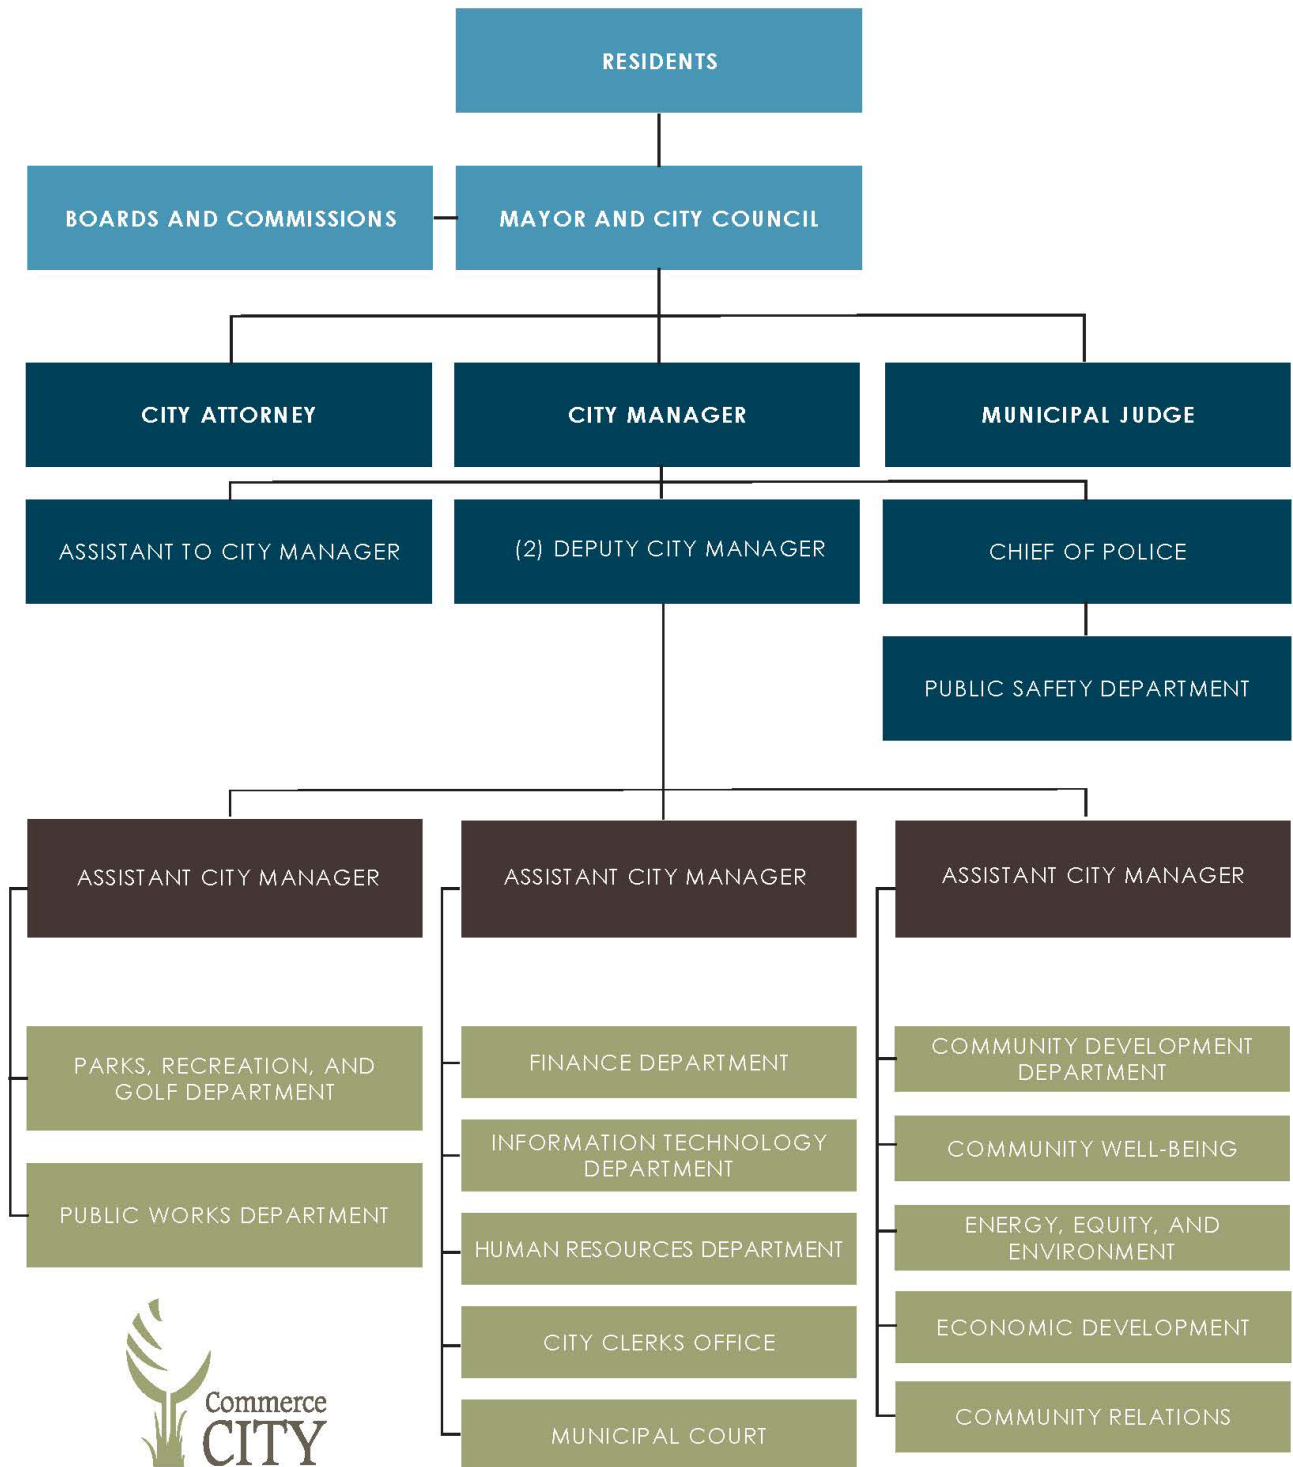 RESIDENTS
BOARDS AND COMMISSIONS
MAYOR AND CITY COUNCIL
CITY ATTORNEY
CITY MANAGER
MUNICIPAL JUDGE
ASSISTANT TO CITY MANAGER
(2) DEPUTY CITY MANAGER
CHIEF OF POLICE
PUBLIC SAFETY DEPARTMENT
ASSISTANT CITY MANAGER
PARKS, RECREATION, AND
GOLF DEPARTMENT
PUBLIC WORKS DEPARTMENT
ASSISTANT CITY MANAGER
FINANCE DEPARTMENT
INFORMATION TECHNOLOGY
DEPARTMENT
HUMAN RESOURCES DEPARTMENT
CITY CLERKS OFFICE
MUNICIPAL COURT
ASSISTANT CITY MANAGER
COMMUNITY DEVELOPMENT
DEPARTMENT
COMMUNITY WELL-BEING
ENERGY, EQUITY, AND
ENVIRONMENT
ECONOMIC DEVELOPMENT
COMMUNITY RELATIONS
Commerce
CITY